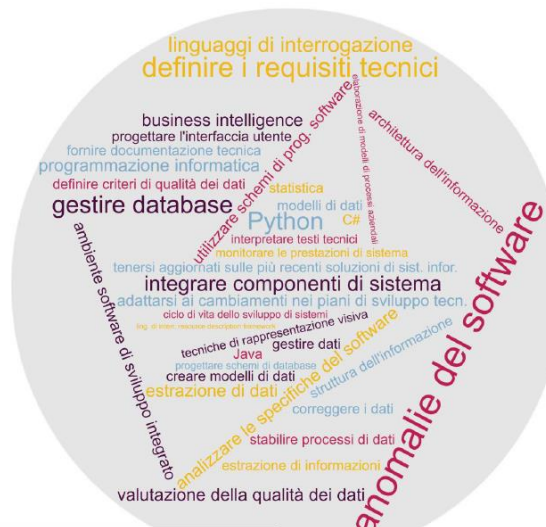 linguaggi di interrogazione
definire i requisiti tecnici
elaborazione di modelli di processi aziendali
architettura dell'informazione
business intelligence
progettare l'interfaccia utente
utilizzare schemi di prog. software
fornire documentazione tecnica
programmazione informatica
definire criteri di qualità dei dati
statistica
gestire database
modelli di dati
Python
C#
interpretare testi tecnici
monitorare le prestazioni di sistema
ambiente software di sviluppo integrato
tenersi aggiornati sulle più recenti soluzioni di sist. infor.
integrare componenti di sistema
adattarsi ai cambiamenti nei piani di sviluppo tecn.
anomalie del software
ciclo di vita dello sviluppo di sistemi
tecniche di rappresentazione visiva
gestire dati
Java
progettare schemi di database
creare modelli di dati
struttura dell'informazione
estrazione di dati
analizzare le specifiche del software
correggere i dati
stabilire processi di dati
estrazione di informazioni
valutazione della qualità dei dati